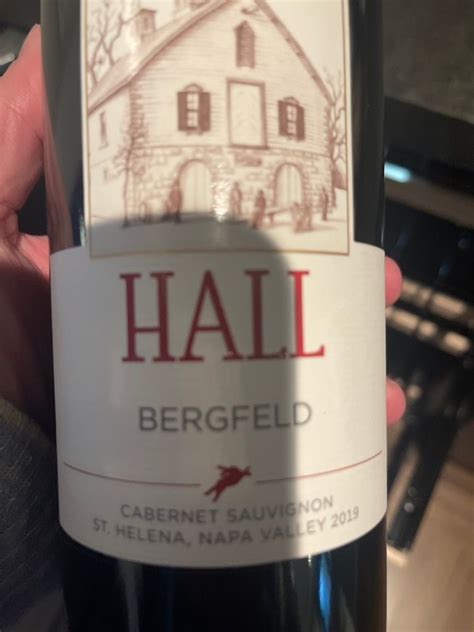 HALL
BERGFELD
CABERNET SAUVIGNON
ST. HELENA, NAPA VALLEY 2019